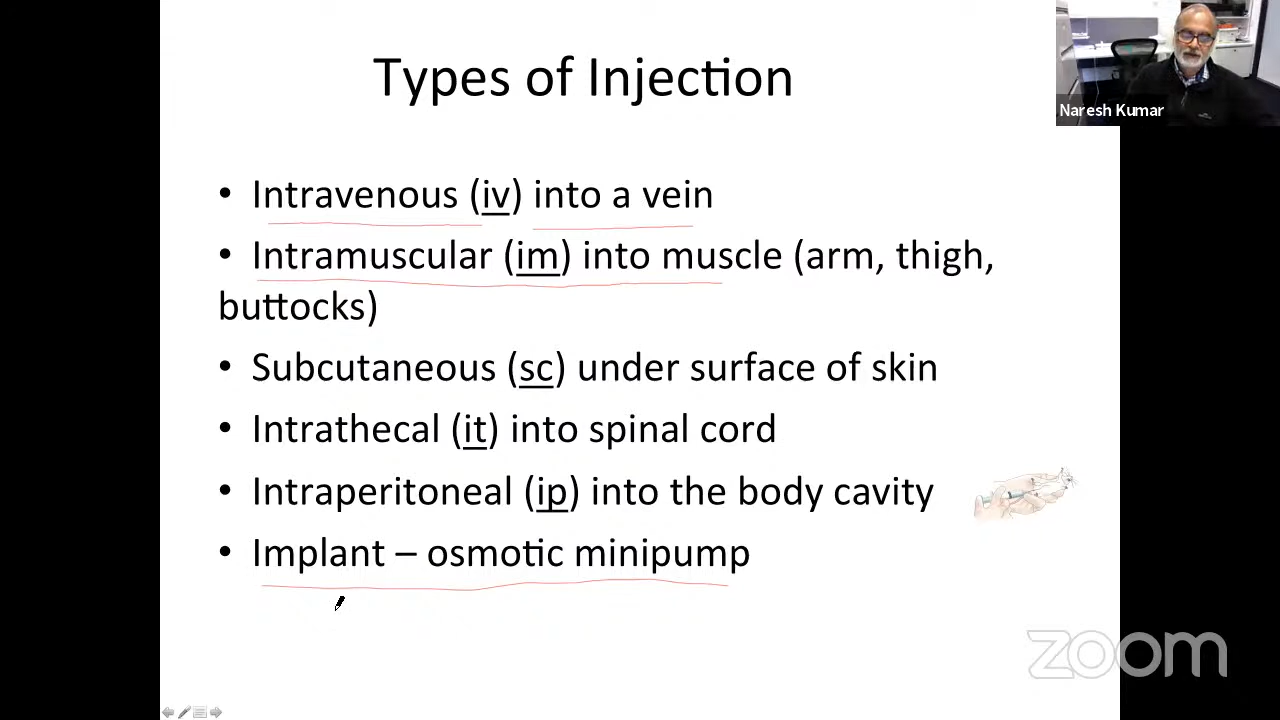 Types of Injection
Naresh Kumar
• Intravenous (iv) into a vein
• Intramuscular (im) into muscle (arm, thigh,
buttocks)
• Subcutaneous (sc) under surface of skin
• Intrathecal (it) into spinal cord
• Intraperitoneal (ip) into the body cavity
• Implant – osmotic minipump
zoom